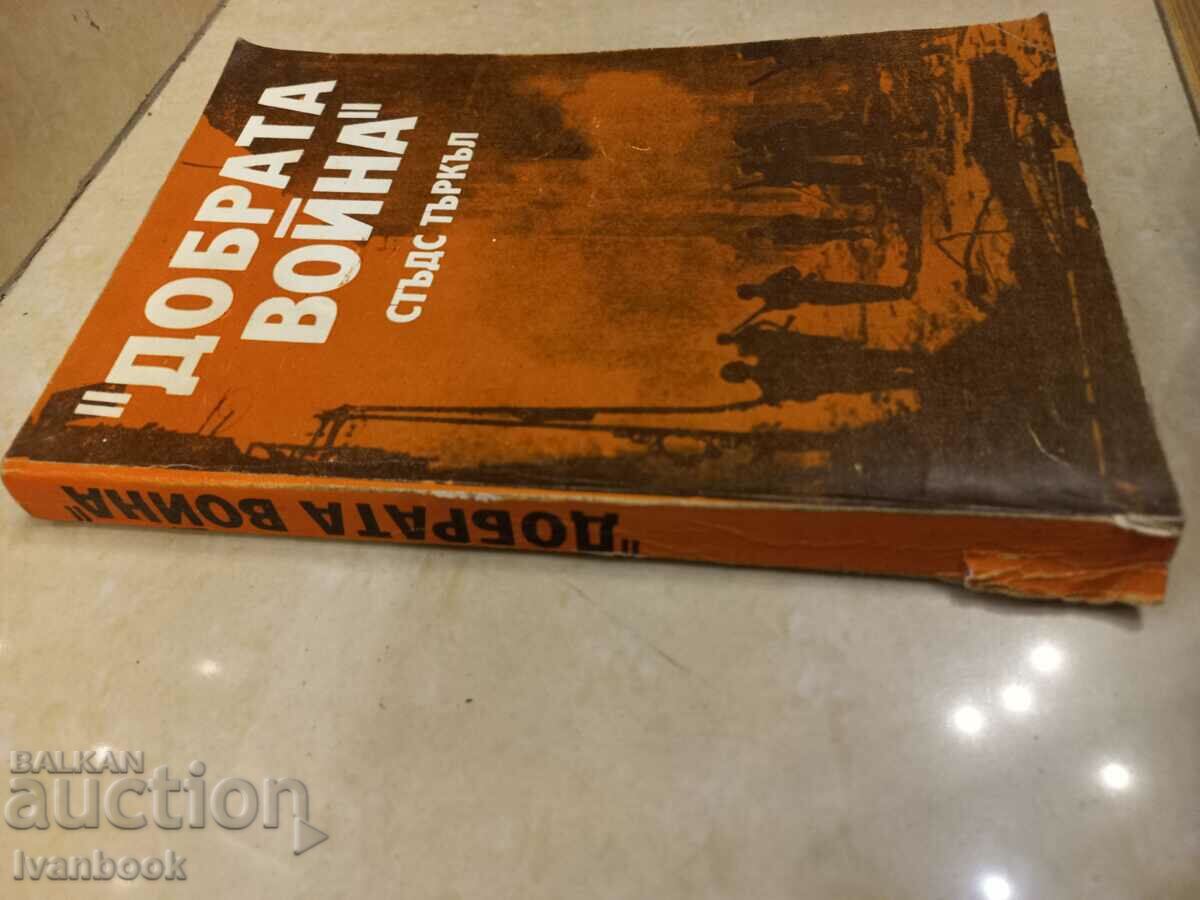 "ДОБРАТА
ВОЙНА"
СТЪДС ТЪРКЪЛ
"ДОБРАТА ВОЙНА"
BALKAN
auction
Ivanbook